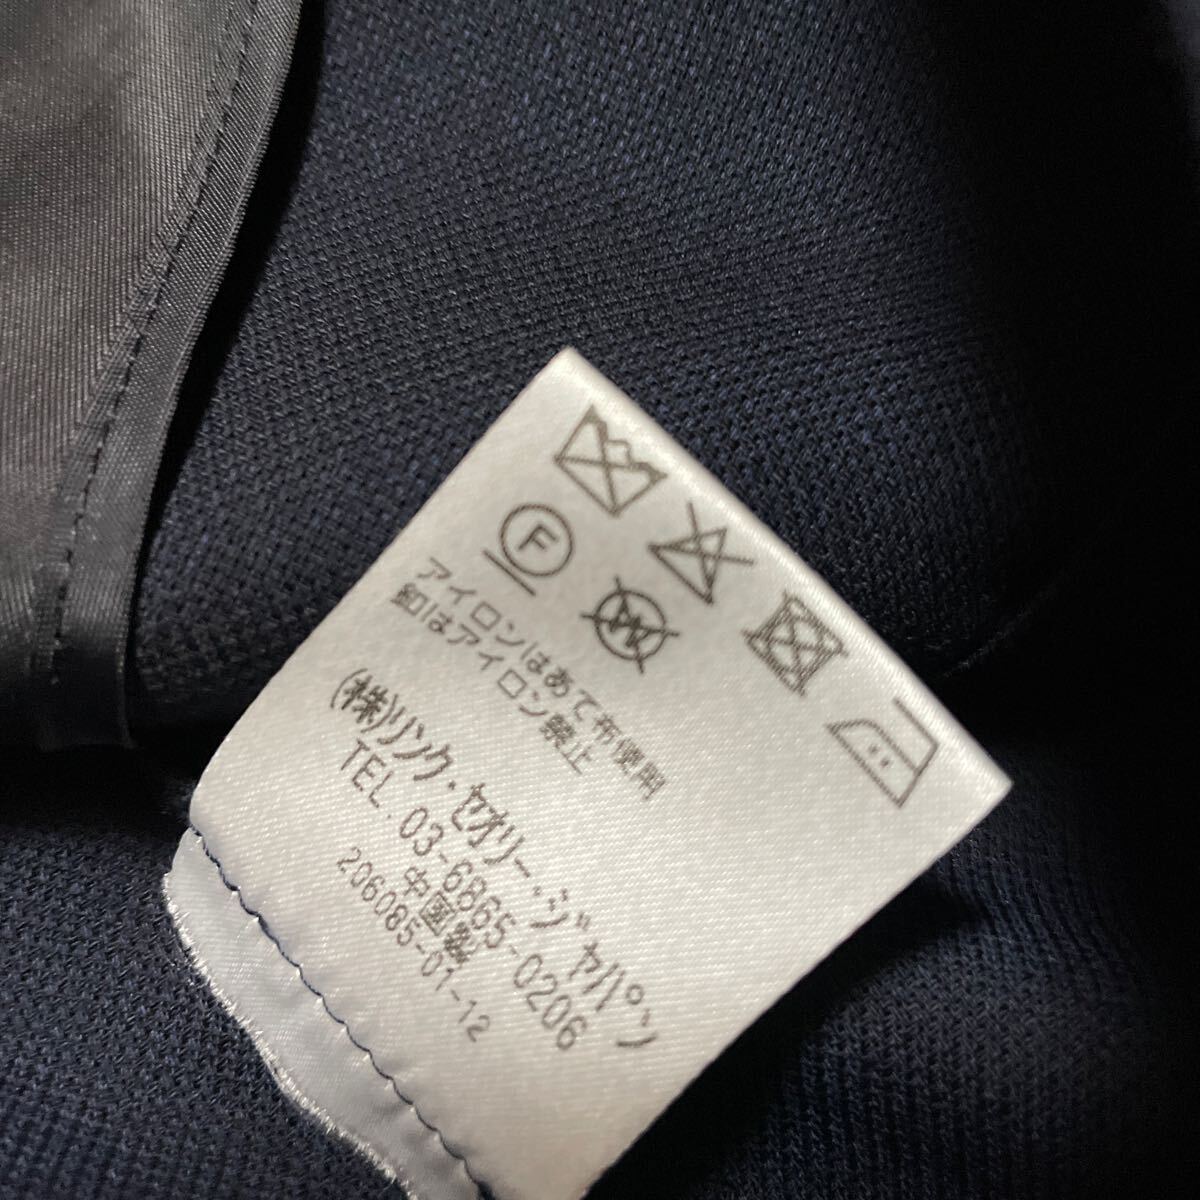 F
W
アイロンはあて布使用
釦はアイロン禁止
(株)リンク・セオリー・ジャパン
TEL.03-6865-0206
中国製
206085-01-12